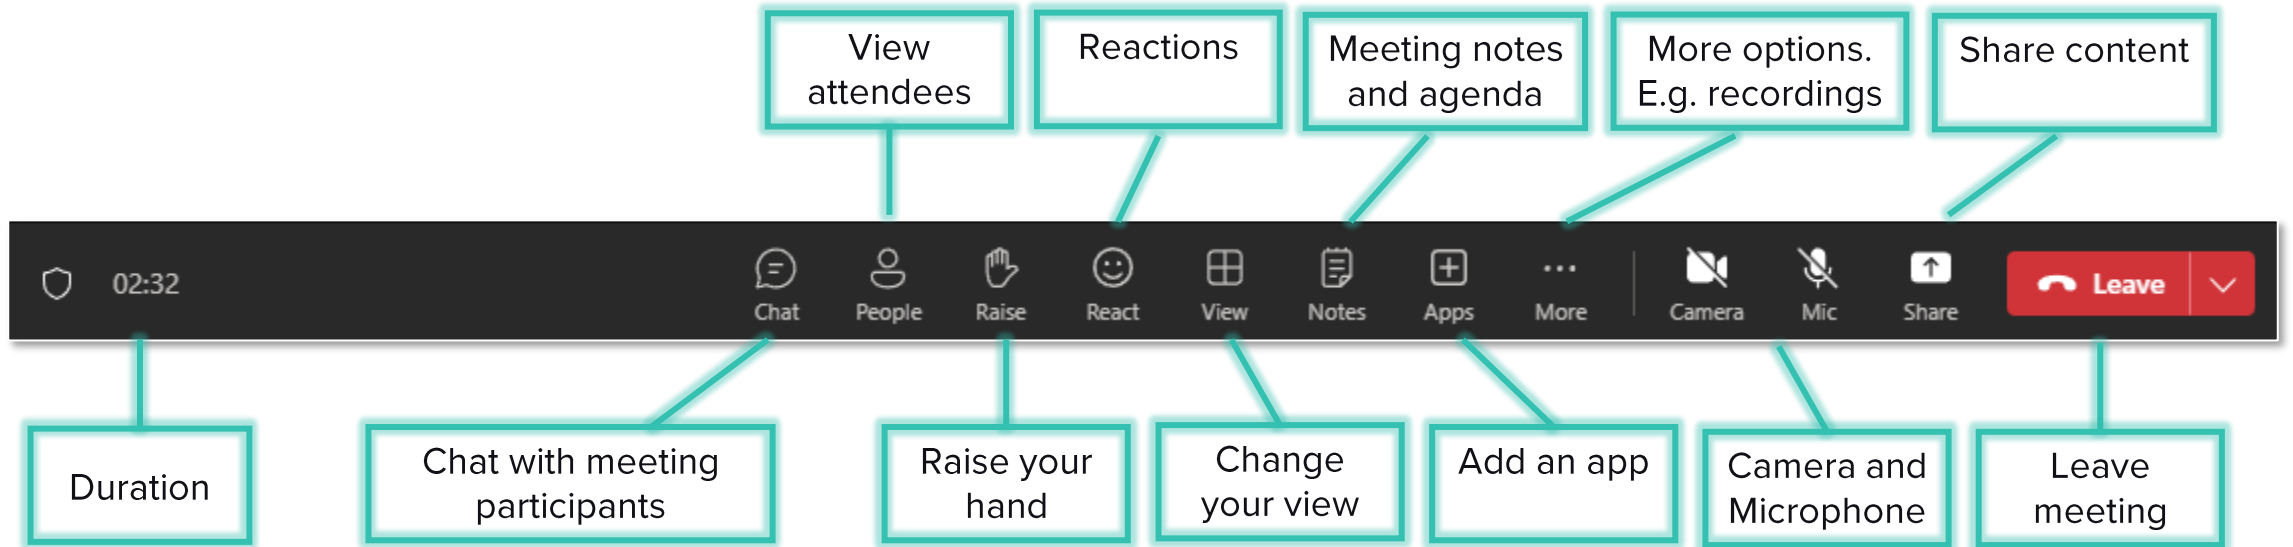 View
attendees
Reactions
Meeting notes
and agenda
More options.
E.g. recordings
Share content
02:32
Chat
People
Raise
React
View
Notes
Apps
More
Camera
Mic
Share
Leave
Duration
Chat with meeting
participants
Raise your
hand
Change
your view
Add an app
Camera and
Microphone
Leave
meeting